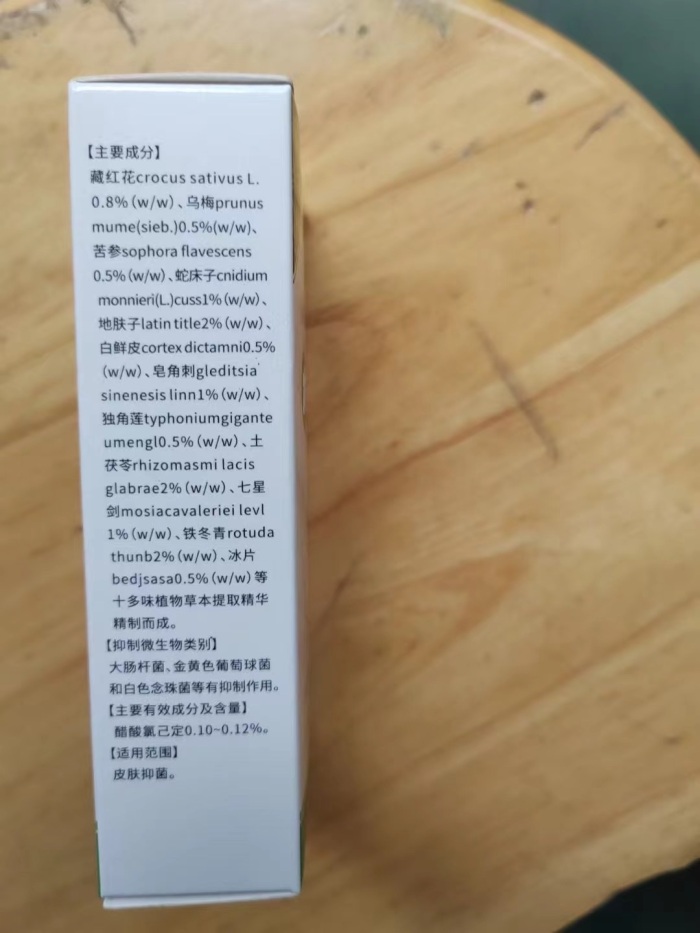 【主要成分】
藏红花crocus sativus L.
0.8%(w/w)、乌梅prunus
mume(sieb.)0.5%(w/w)、
苦参sophora flavescens
0.5%(w/w)、蛇床子cnidium
monnieri(L.)cuss1%(w/w)、
地肤子latin title2%(w/w)、
白鲜皮cortex dictamni0.5%
(w/w)、皂角刺gleditsia
sinenesis linn1%(w/w)、
独角莲typhoniumgigante
umengl0.5%(w/w)、土
茯苓rhizomasmi lacis
glabrae2%(w/w)、七星
剑mosiacavaleriei levl
1%(w/w)、铁冬青rotuda
thunb2%(w/w)、冰片
bedjsasa0.5%(w/w)等
十多味植物草本提取精华
精制而成。
【抑制微生物类别】
大肠杆菌、金黄色葡萄球菌
和白色念珠菌等有抑制作用。
【主要有效成分及含量】
醋酸氯己定0.10~0.12%。
【适用范围】
皮肤抑菌。